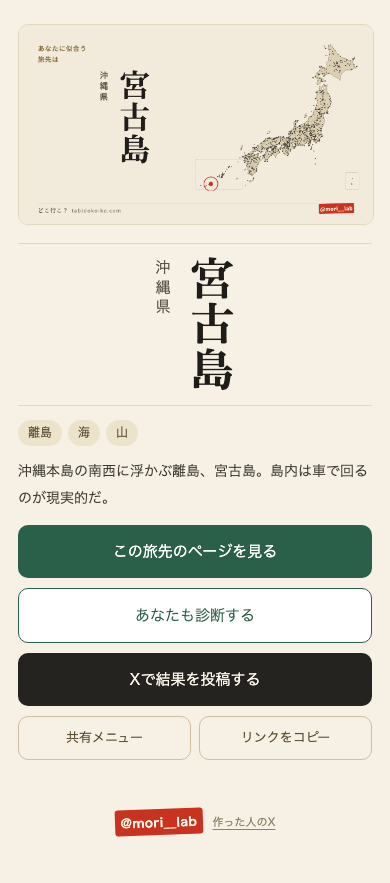 あなたに似合う
旅先は
宮古島
沖縄県
どこ行こ？ tabidokoiko.com
@mori__lab
宮古島
沖縄県
離島
海
山
沖縄本島の南西に浮かぶ離島、宮古島。島内は車で回る
のが現実的だ。
この旅先のページを見る
あなたも診断する
Xで結果を投稿する
共有メニュー
リンクをコピー
@mori__lab
作った人のX